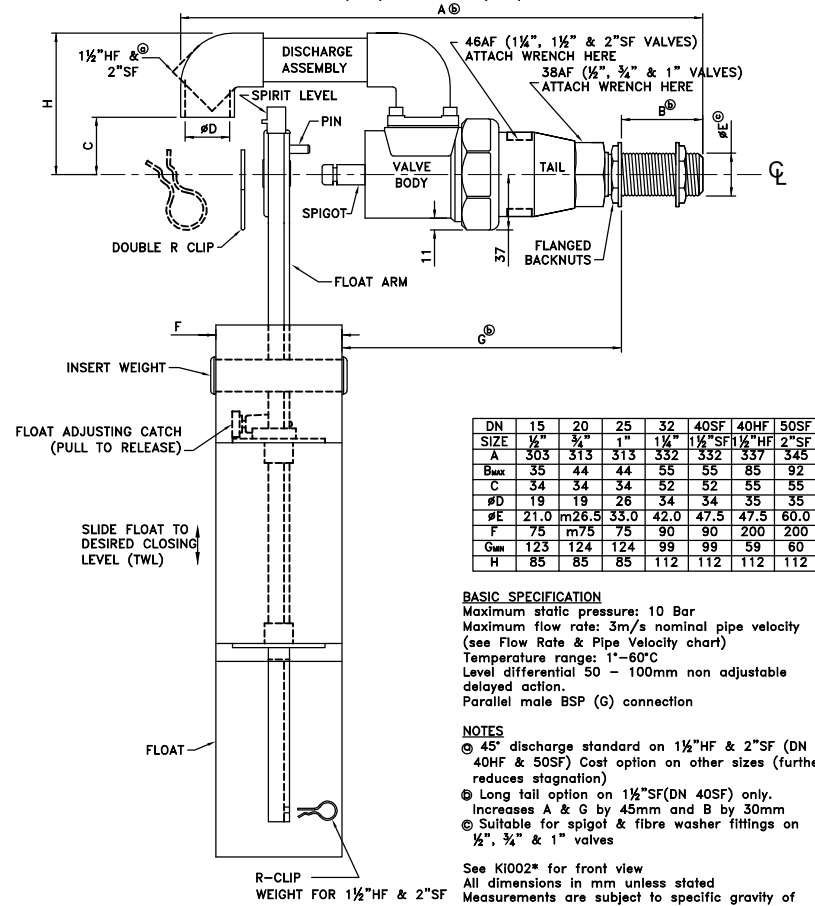 A ⓑ
1½"HF & ⓐ
2"SF
DISCHARGE
ASSEMBLY
46AF (1¼", 1½" & 2"SF VALVES)
ATTACH WRENCH HERE
38AF (½", ¾" & 1" VALVES)
ATTACH WRENCH HERE
H
SPIRIT LEVEL
B ⓑ
C
ØD
PIN
ØE ⓒ
VALVE
BODY
TAIL
CL
SPIGOT
DOUBLE R CLIP
11
37
FLANGED
BACKNUTS
FLOAT ARM
F
G ⓑ
INSERT WEIGHT
FLOAT ADJUSTING CATCH
(PULL TO RELEASE)
SLIDE FLOAT TO
DESIRED CLOSING
LEVEL (TWL)
FLOAT
R-CLIP
WEIGHT FOR 1½"HF & 2"SF
DN 15 20 25 32 40SF 40HF 50SF
SIZE ½" ¾" 1" 1¼" 1½"SF 1½"HF 2"SF
A 303 313 313 332 332 337 345
BMAX 35 44 44 55 55 85 92
C 34 34 34 52 52 55 55
ØD 19 19 26 34 34 35 35
ØE 21.0 m26.5 33.0 42.0 47.5 47.5 60.0
F 75 m75 75 90 90 200 200
GMIN 123 124 124 99 99 59 60
H 85 85 85 112 112 112 112
BASIC SPECIFICATION
Maximum static pressure: 10 Bar
Maximum flow rate: 3m/s nominal pipe velocity
(see Flow Rate & Pipe Velocity chart)
Temperature range: 1°-60°C
Level differential 50 - 100mm non adjustable
delayed action.
Parallel male BSP (G) connection
NOTES
ⓐ 45° discharge standard on 1½"HF & 2"SF (DN
40HF & 50SF) Cost option on other sizes (furthe
reduces stagnation)
ⓑ Long tail option on 1½"SF(DN 40SF) only.
Increases A & G by 45mm and B by 30mm
ⓒ Suitable for spigot & fibre washer fittings on
½", ¾" & 1" valves
See Ki002* for front view
All dimensions in mm unless stated
Measurements are subject to specific gravity of